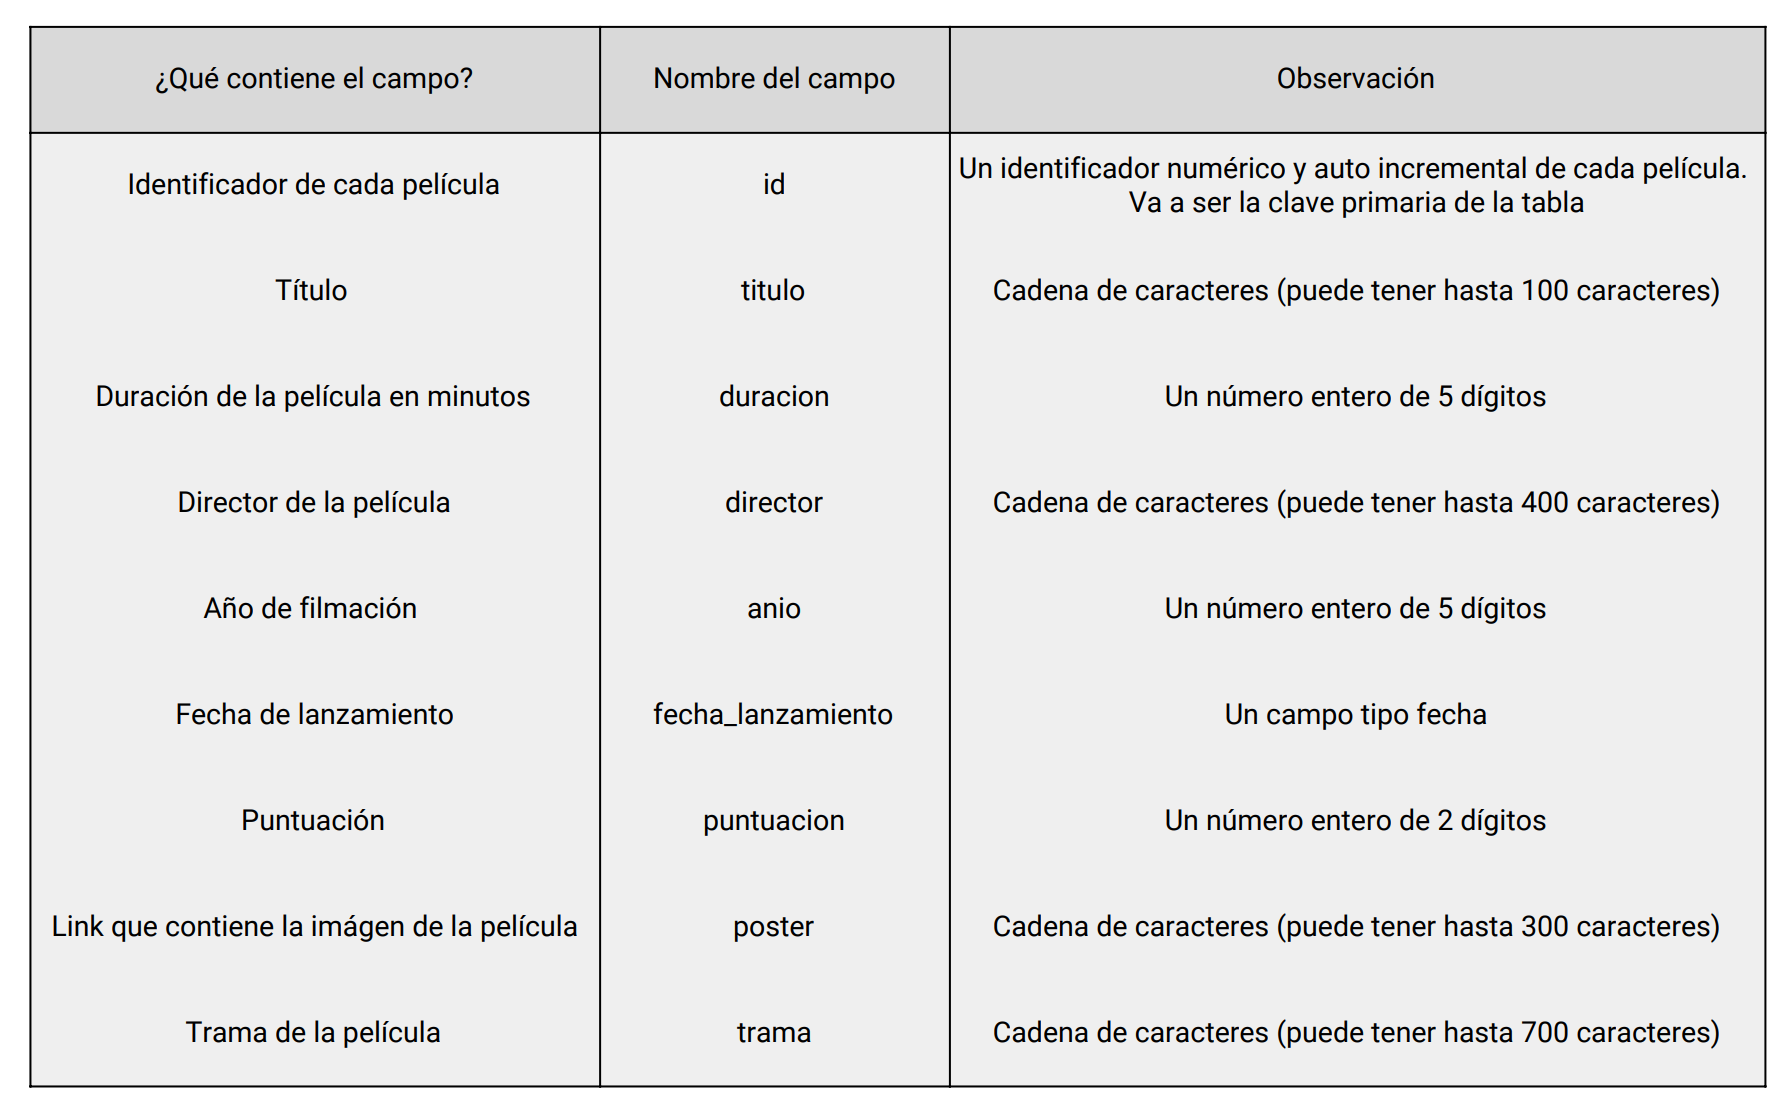 ¿Qué contiene el campo? Nombre del campo Observación
Identificador de cada película id Un identificador numérico y auto incremental de cada película.
Va a ser la clave primaria de la tabla
Título titulo Cadena de caracteres (puede tener hasta 100 caracteres)
Duración de la película en minutos duracion Un número entero de 5 dígitos
Director de la película director Cadena de caracteres (puede tener hasta 400 caracteres)
Año de filmación anio Un número entero de 5 dígitos
Fecha de lanzamiento fecha_lanzamiento Un campo tipo fecha
Puntuación puntuacion Un número entero de 2 dígitos
Link que contiene la imágen de la película poster Cadena de caracteres (puede tener hasta 300 caracteres)
Trama de la película trama Cadena de caracteres (puede tener hasta 700 caracteres)